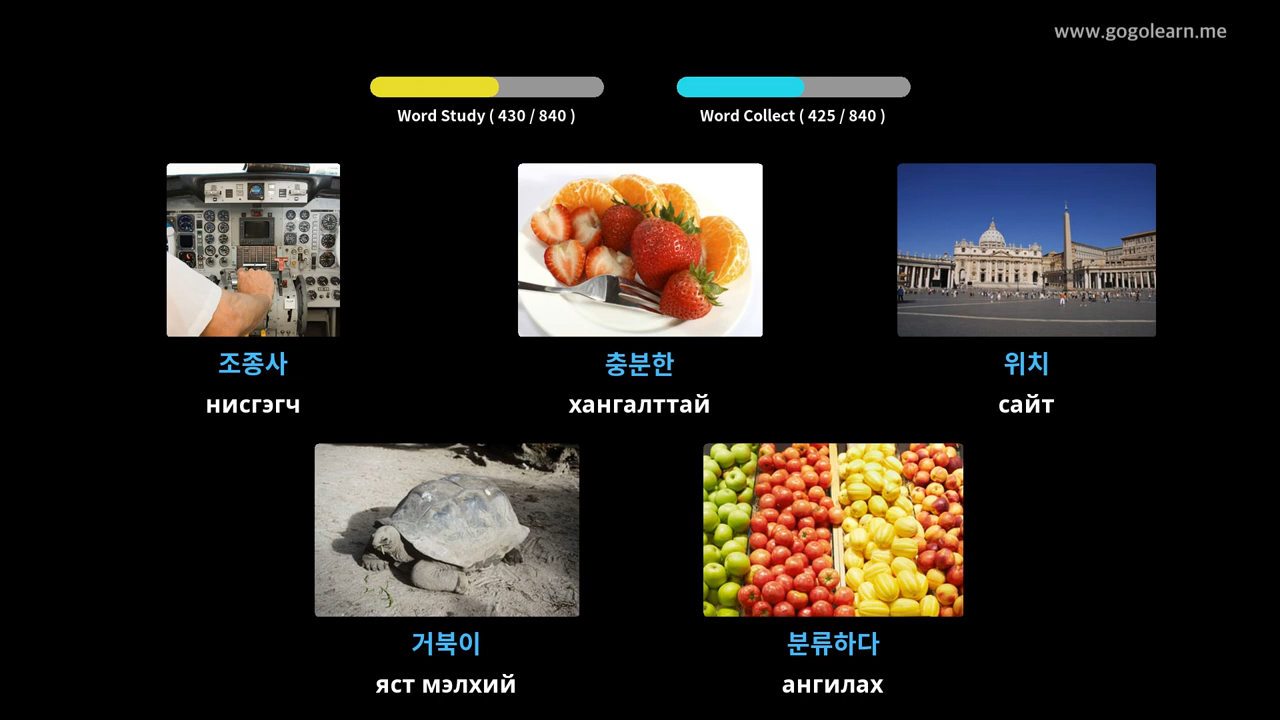 www.gogolearn.me
Word Study ( 430 / 840 )
Word Collect ( 425 / 840 )
조종사
нисгэгч
충분한
хангалттай
위치
сайт
거북이
яст мэлхий
분류하다
ангилах